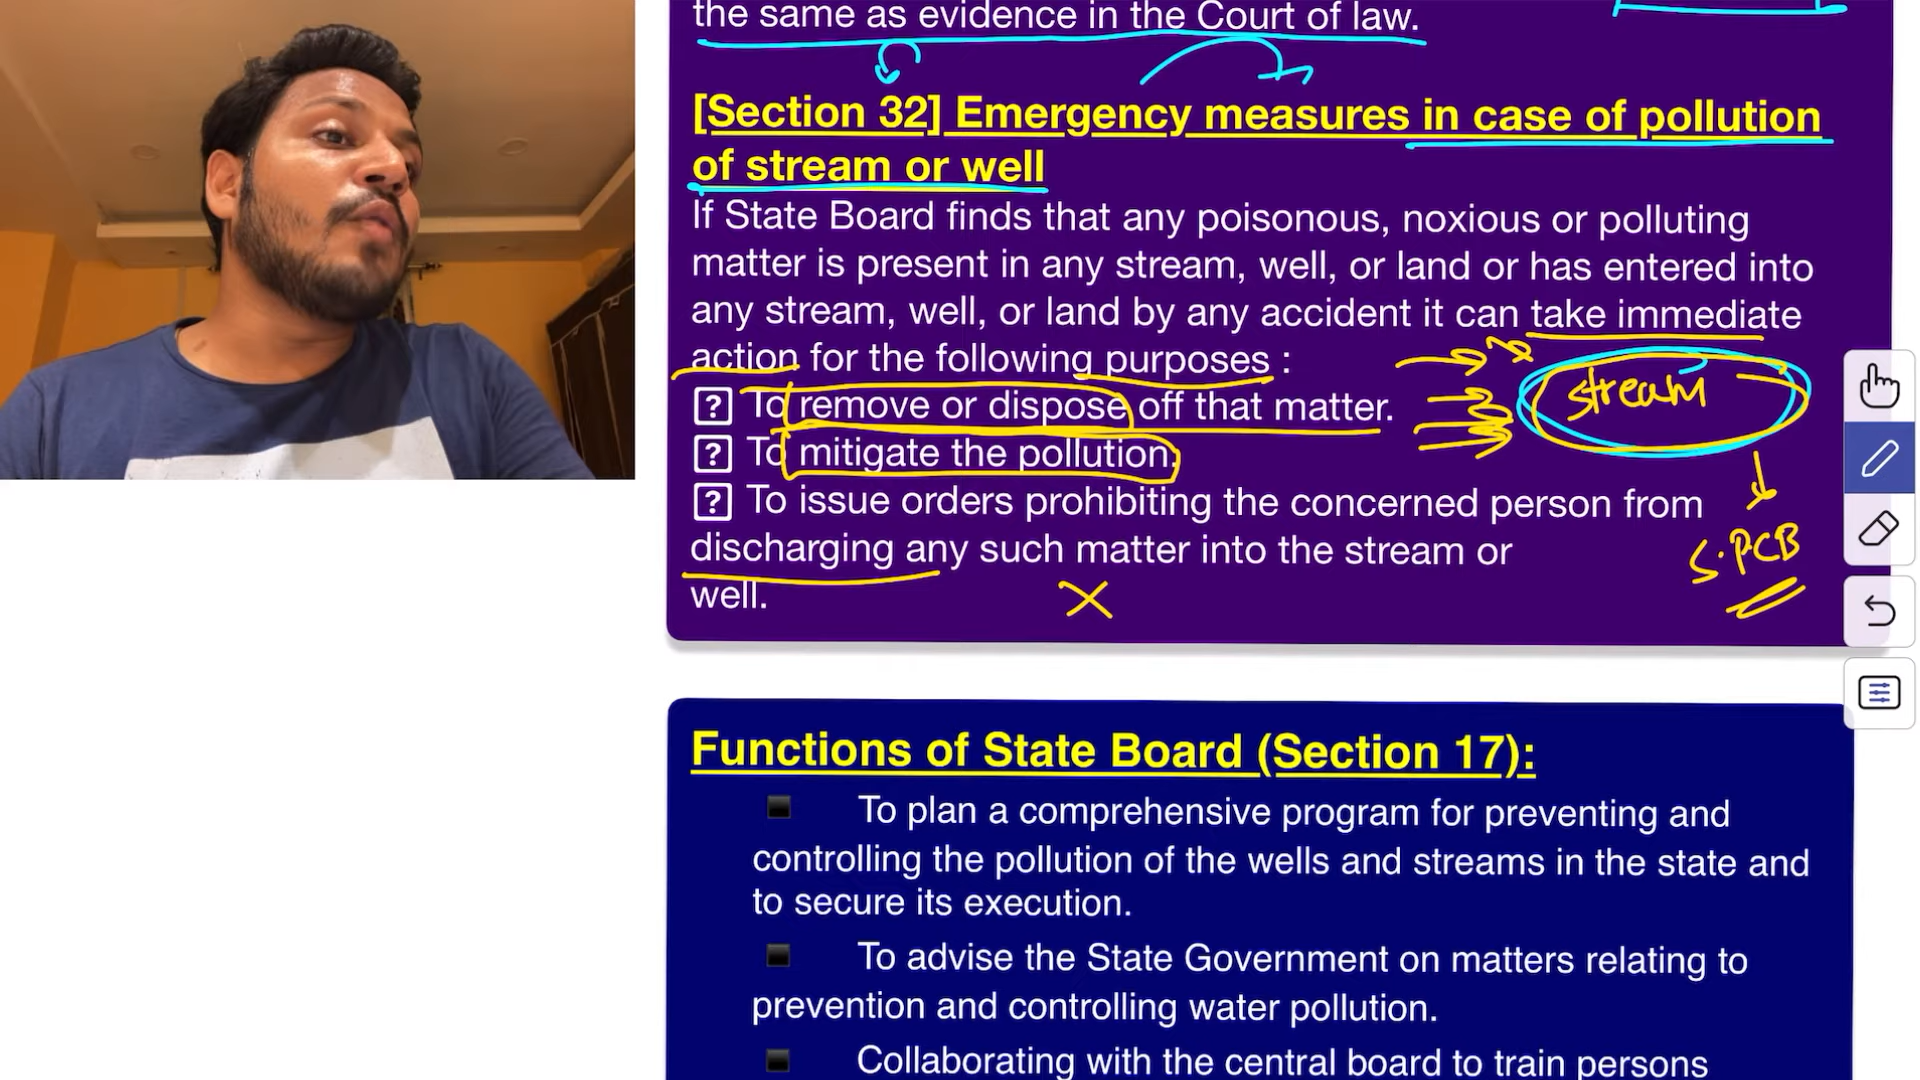 the same as evidence in the Court of law.
[Section 32] Emergency measures in case of pollution
of stream or well
If State Board finds that any poisonous, noxious or polluting
matter is present in any stream, well, or land or has entered into
any stream, well, or land by any accident it can take immediate
action for the following purposes :
? To remove or dispose off that matter.
stream
? To mitigate the pollution.
? To issue orders prohibiting the concerned person from
discharging any such matter into the stream or
S.PCB
well.
Functions of State Board (Section 17):
To plan a comprehensive program for preventing and
controlling the pollution of the wells and streams in the state and
to secure its execution.
To advise the State Government on matters relating to
prevention and controlling water pollution.
Collaborating with the central board to train persons